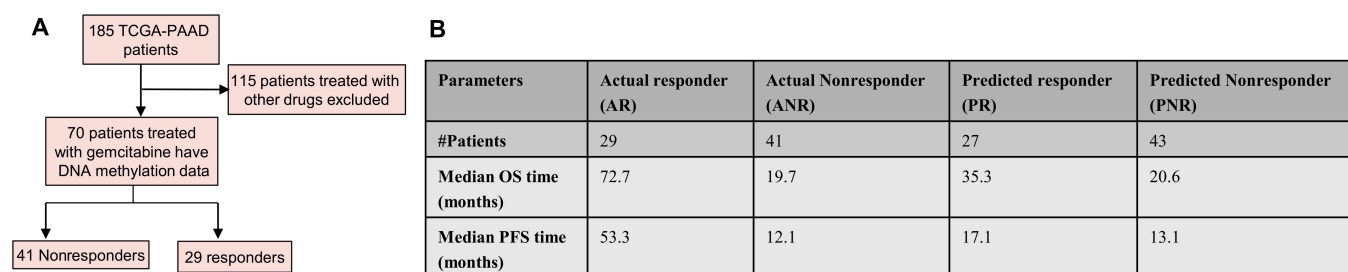 A
185 TCGA-PAAD
patients
115 patients treated with
other drugs excluded
70 patients treated
with gemcitabine have
DNA methylation data
41 Nonresponders
29 responders
B
Parameters
Actual responder
(AR)
Actual Nonresponder
(ANR)
Predicted responder
(PR)
Predicted Nonresponder
(PNR)
#Patients
29
41
27
43
Median OS time
(months)
72.7
19.7
35.3
20.6
Median PFS time
(months)
53.3
12.1
17.1
13.1